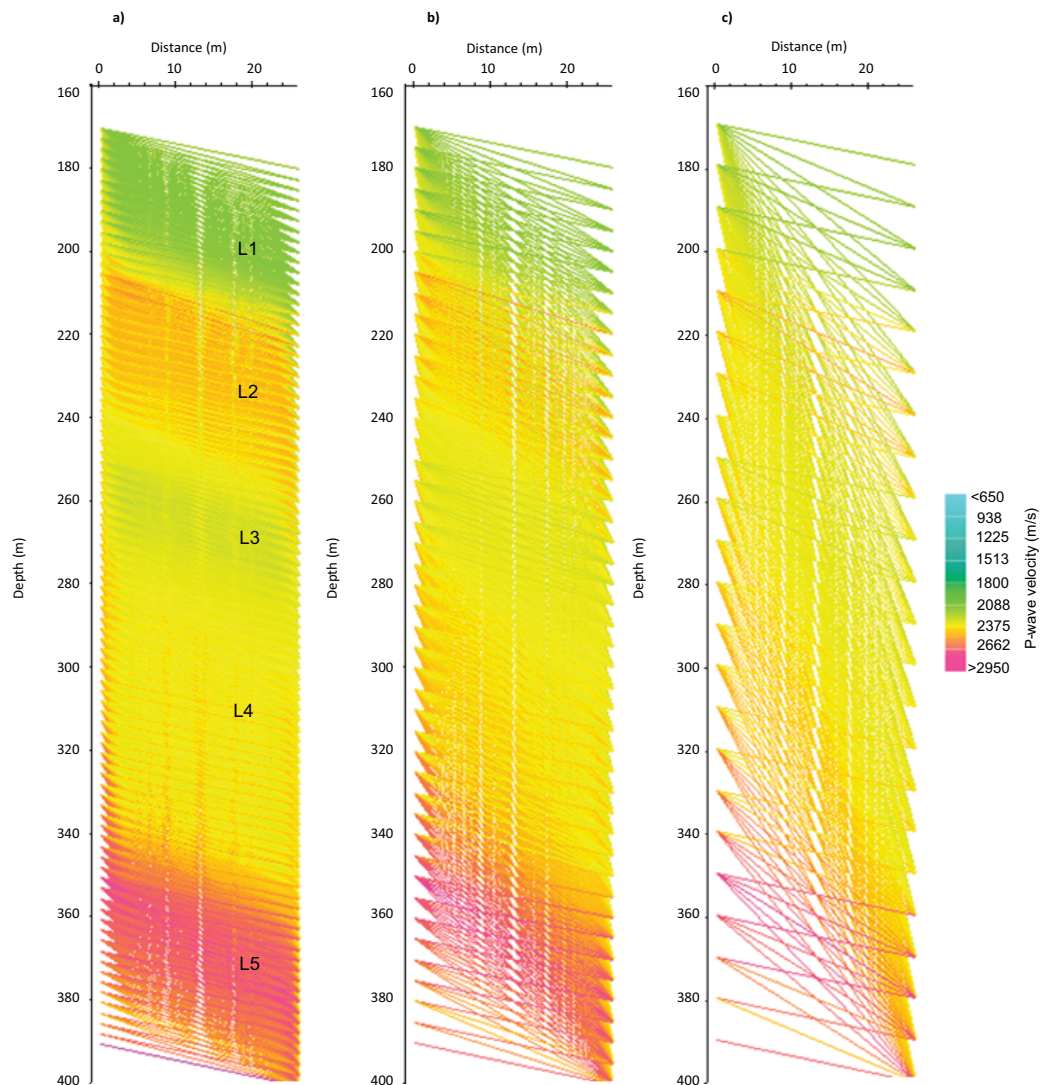 a)
b)
c)
Distance (m)
Distance (m)
Distance (m)
0 10 20
0 10 20
0 10 20
160 160 160
180 180 180
200 200 200
L1
220 220 220
240 240 240
L2
260 260 260
L3
280 280 280
300 300 300
L4
320 320 320
340 340 340
360 360 360
L5
380 380 380
400 400 400
Depth (m)
Depth (m)
Depth (m)
<650
938
1225
1513
1800
2088
2375
2662
>2950
P-wave velocity (m/s)